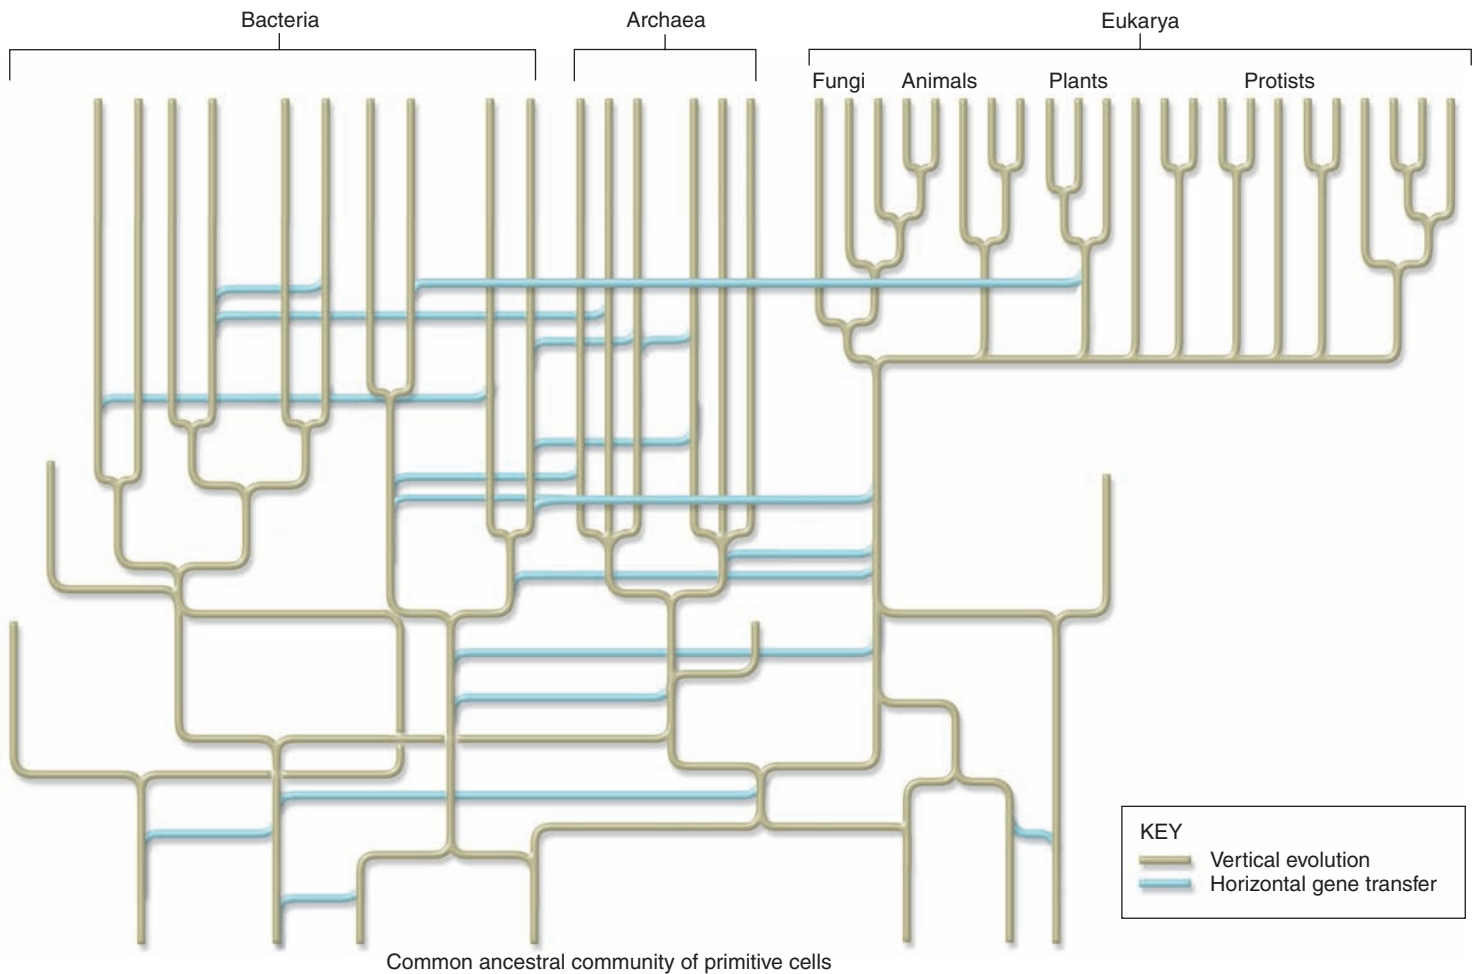 Bacteria
Archaea
Eukarya
Fungi
Animals
Plants
Protists
KEY
Vertical evolution
Horizontal gene transfer
Common ancestral community of primitive cells